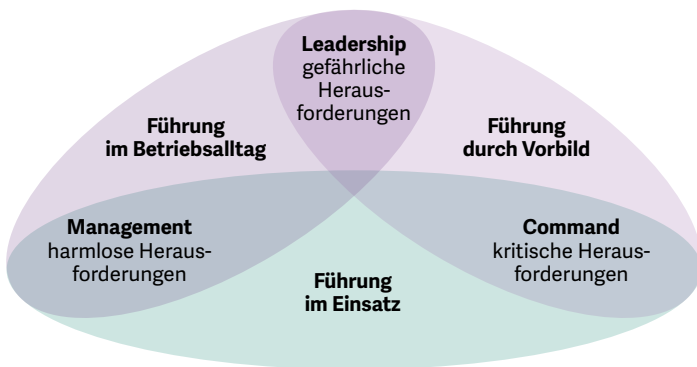 Leadership
gefährliche
Heraus-
forderungen
Führung
im Betriebsalltag
Führung
durch Vorbild
Management
harmlose Heraus-
forderungen
Command
kritische Heraus-
forderungen
Führung
im Einsatz